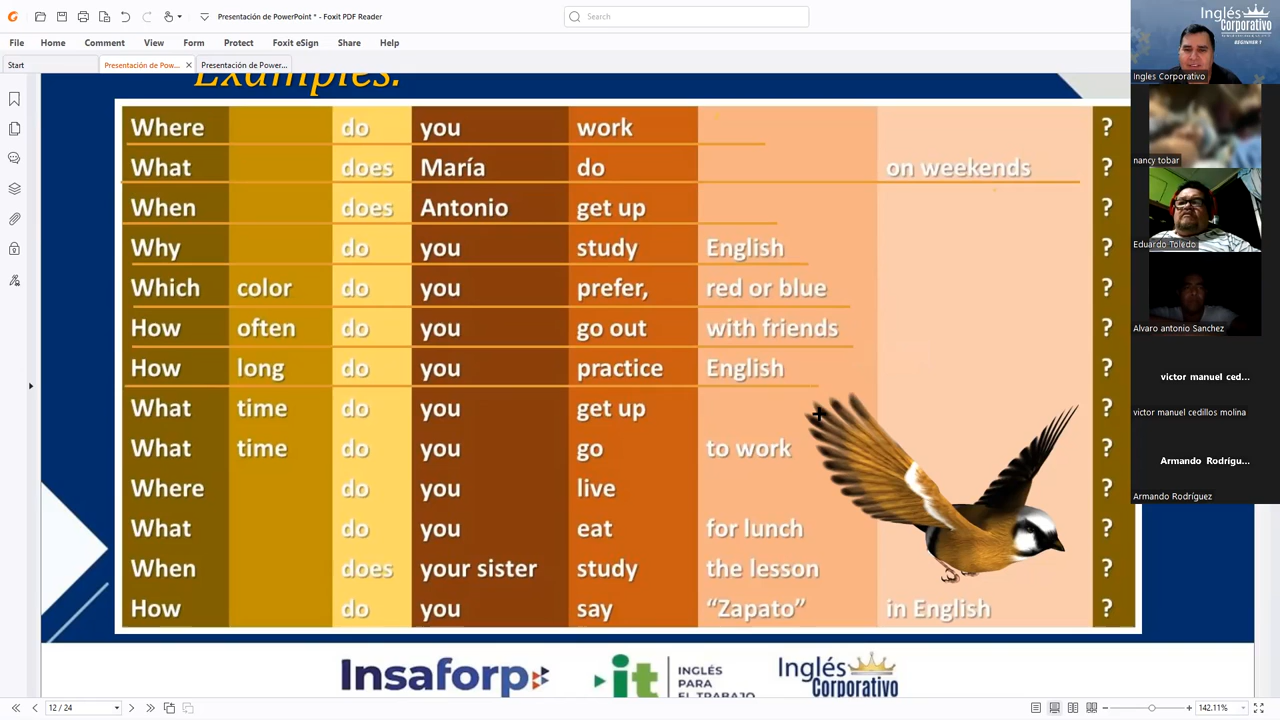 Presentación de PowerPoint * - Foxit PDF Reader
Search
File Home Comment View Form Protect Foxit eSign Share Help
Start
Presentación de Pow...
Presentación de Power...
Examples:
Where do you work ?
What does María do on weekends ?
When does Antonio get up ?
Why do you study English ?
Which color do you prefer, red or blue ?
How often do you go out with friends ?
How long do you practice English ?
What time do you get up ?
What time do you go to work ?
Where do you live ?
What do you eat for lunch ?
When does your sister study the lesson ?
How do you say “Zapato” in English ?
Insaforp
it
INGLÉS
PARA
EL TRABAJO
Inglés
Corporativo
12 / 24
142.11%
Inglés
Corporativo
BEGINNER 1
Ingles Corporativo
nancy tobar
Eduardo Toledo
Alvaro antonio Sanchez
victor manuel ced...
victor manuel cedillos molina
Armando Rodrígu...
Armando Rodríguez